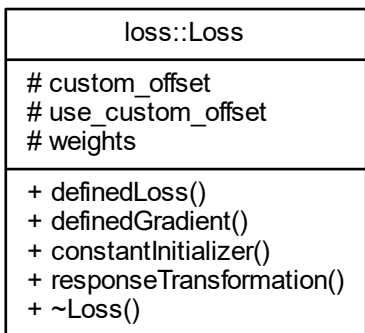 loss::Loss
# custom_offset
# use_custom_offset
# weights
+ definedLoss()
+ definedGradient()
+ constantInitializer()
+ responseTransformation()
+ ~Loss()